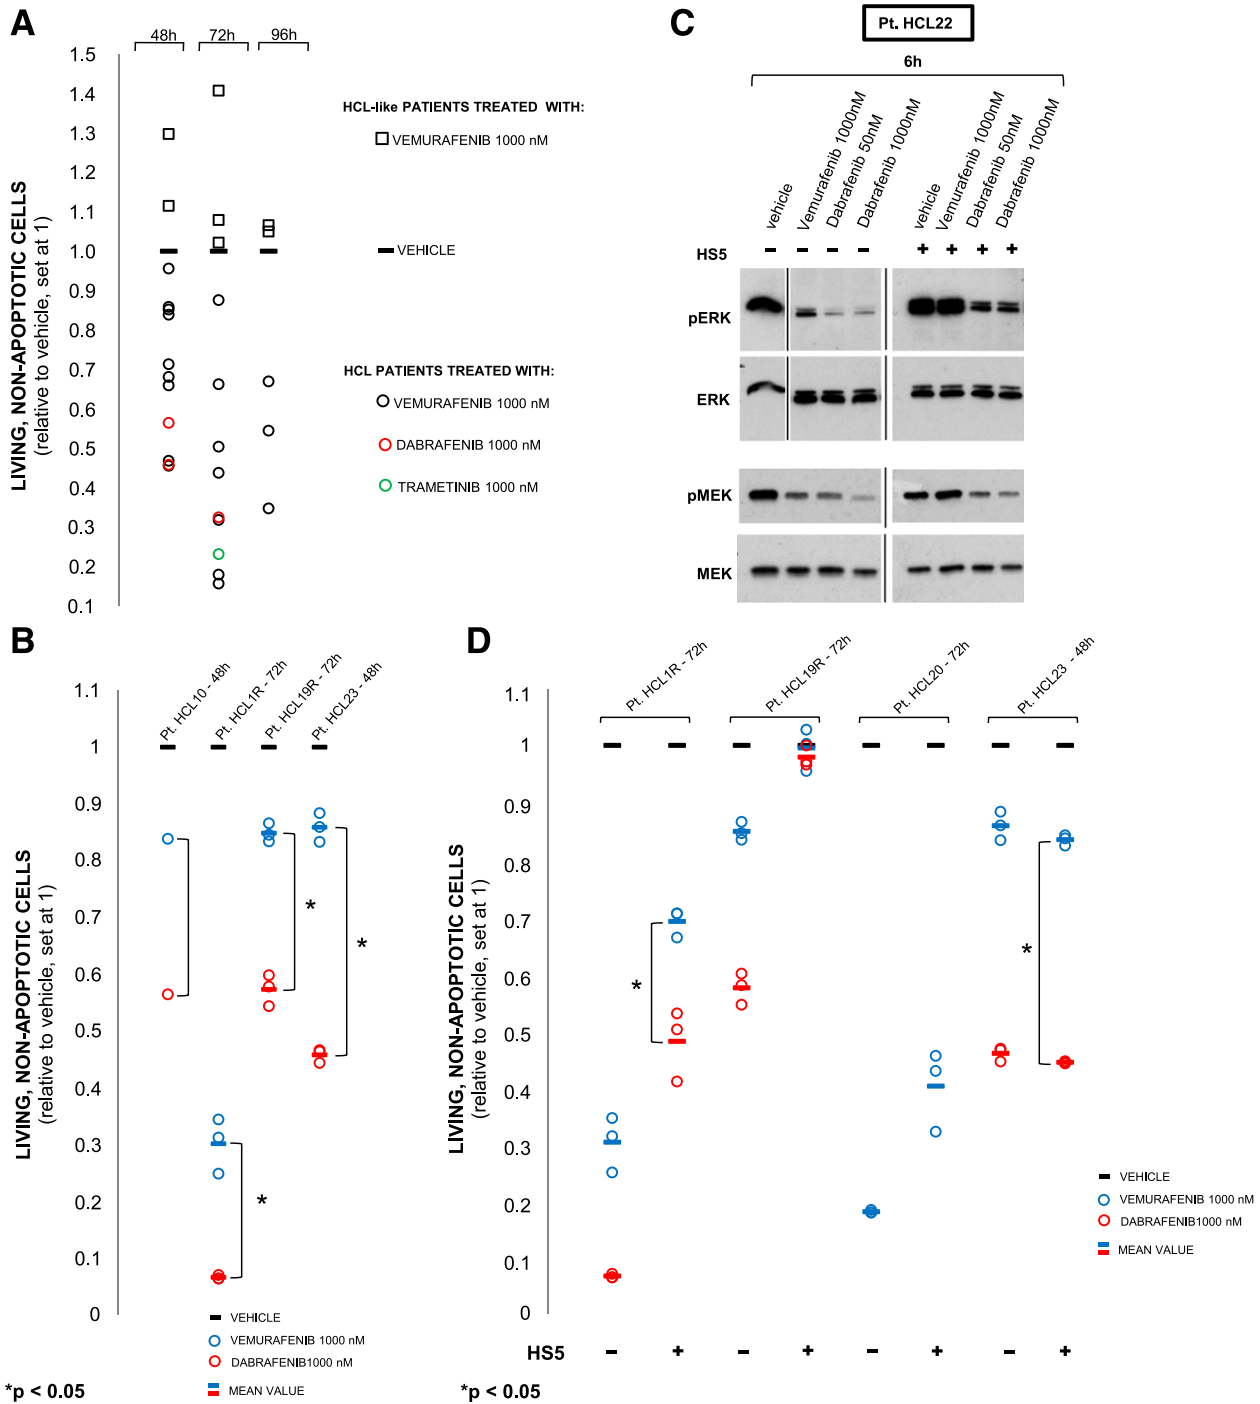 A
48h 72h 96h
1.5
1.4
1.3
1.2
1.1
1.0
0.9
0.8
0.7
0.6
0.5
0.4
0.3
0.2
0.1
LIVING, NON-APOPTOTIC CELLS
(relative to vehicle, set at 1)
HCL-like PATIENTS TREATED WITH:
VEMURAFENIB 1000 nM
VEHICLE
HCL PATIENTS TREATED WITH:
VEMURAFENIB 1000 nM
DABRAFENIB 1000 nM
TRAMETINIB 1000 nM
C
Pt. HCL22
6h
vehicle
Vemurafenib 1000nM
Dabrafenib 50nM
Dabrafenib 1000nM
vehicle
Vemurafenib 1000nM
Dabrafenib 50nM
Dabrafenib 1000nM
HS5 - - - - + + + +
pERK
ERK
pMEK
MEK
B
Pt. HCL10 - 48h
Pt. HCL1R - 72h
Pt. HCL19R - 72h
Pt. HCL23 - 48h
1.1
1
0.9
0.8
0.7
0.6
0.5
0.4
0.3
0.2
0.1
0
LIVING, NON-APOPTOTIC CELLS
(relative to vehicle, set at 1)
*
*
*
VEHICLE
VEMURAFENIB 1000 nM
DABRAFENIB1000 nM
MEAN VALUE
*p < 0.05
D
Pt. HCL1R - 72h
Pt. HCL19R - 72h
Pt. HCL20 - 72h
Pt. HCL23 - 48h
1.1
1
0.9
0.8
0.7
0.6
0.5
0.4
0.3
0.2
0.1
0
LIVING, NON-APOPTOTIC CELLS
(relative to vehicle, set at 1)
*
*
VEHICLE
VEMURAFENIB 1000 nM
DABRAFENIB1000 nM
MEAN VALUE
HS5 - + - + - + - +
*p < 0.05